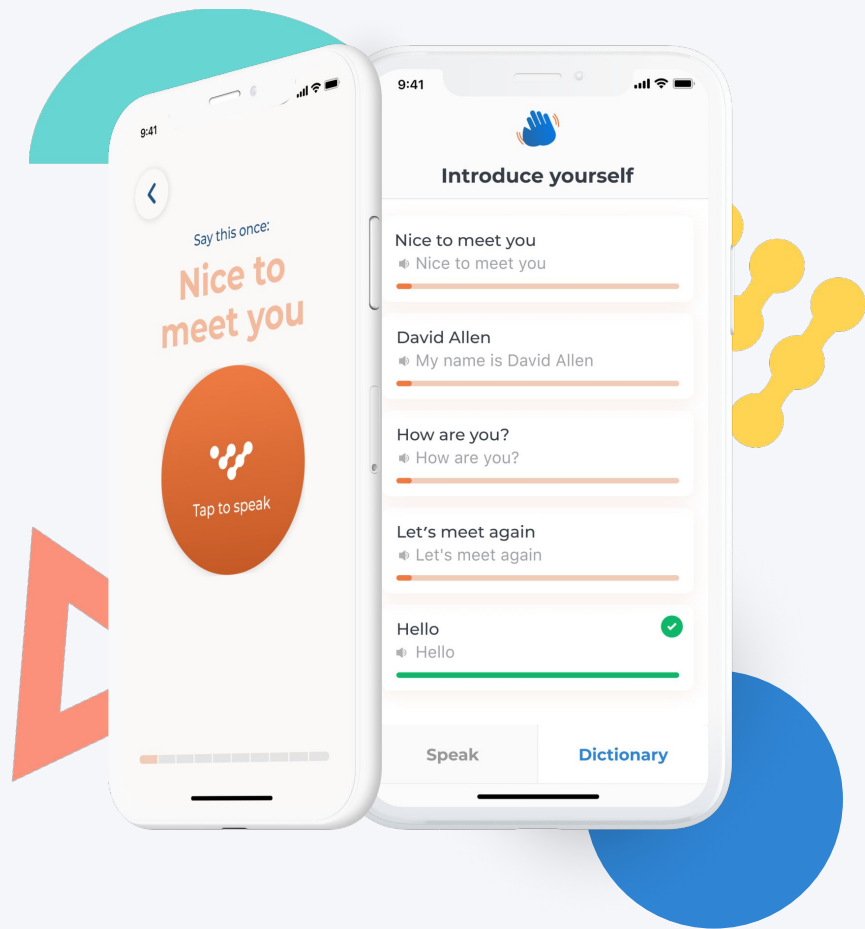 9:41
Say this once:
Nice to
meet you
Tap to speak
9:41
Introduce yourself
Nice to meet you
Nice to meet you
David Allen
My name is David Allen
How are you?
How are you?
Let's meet again
Let's meet again
Hello
Hello
Speak
Dictionary